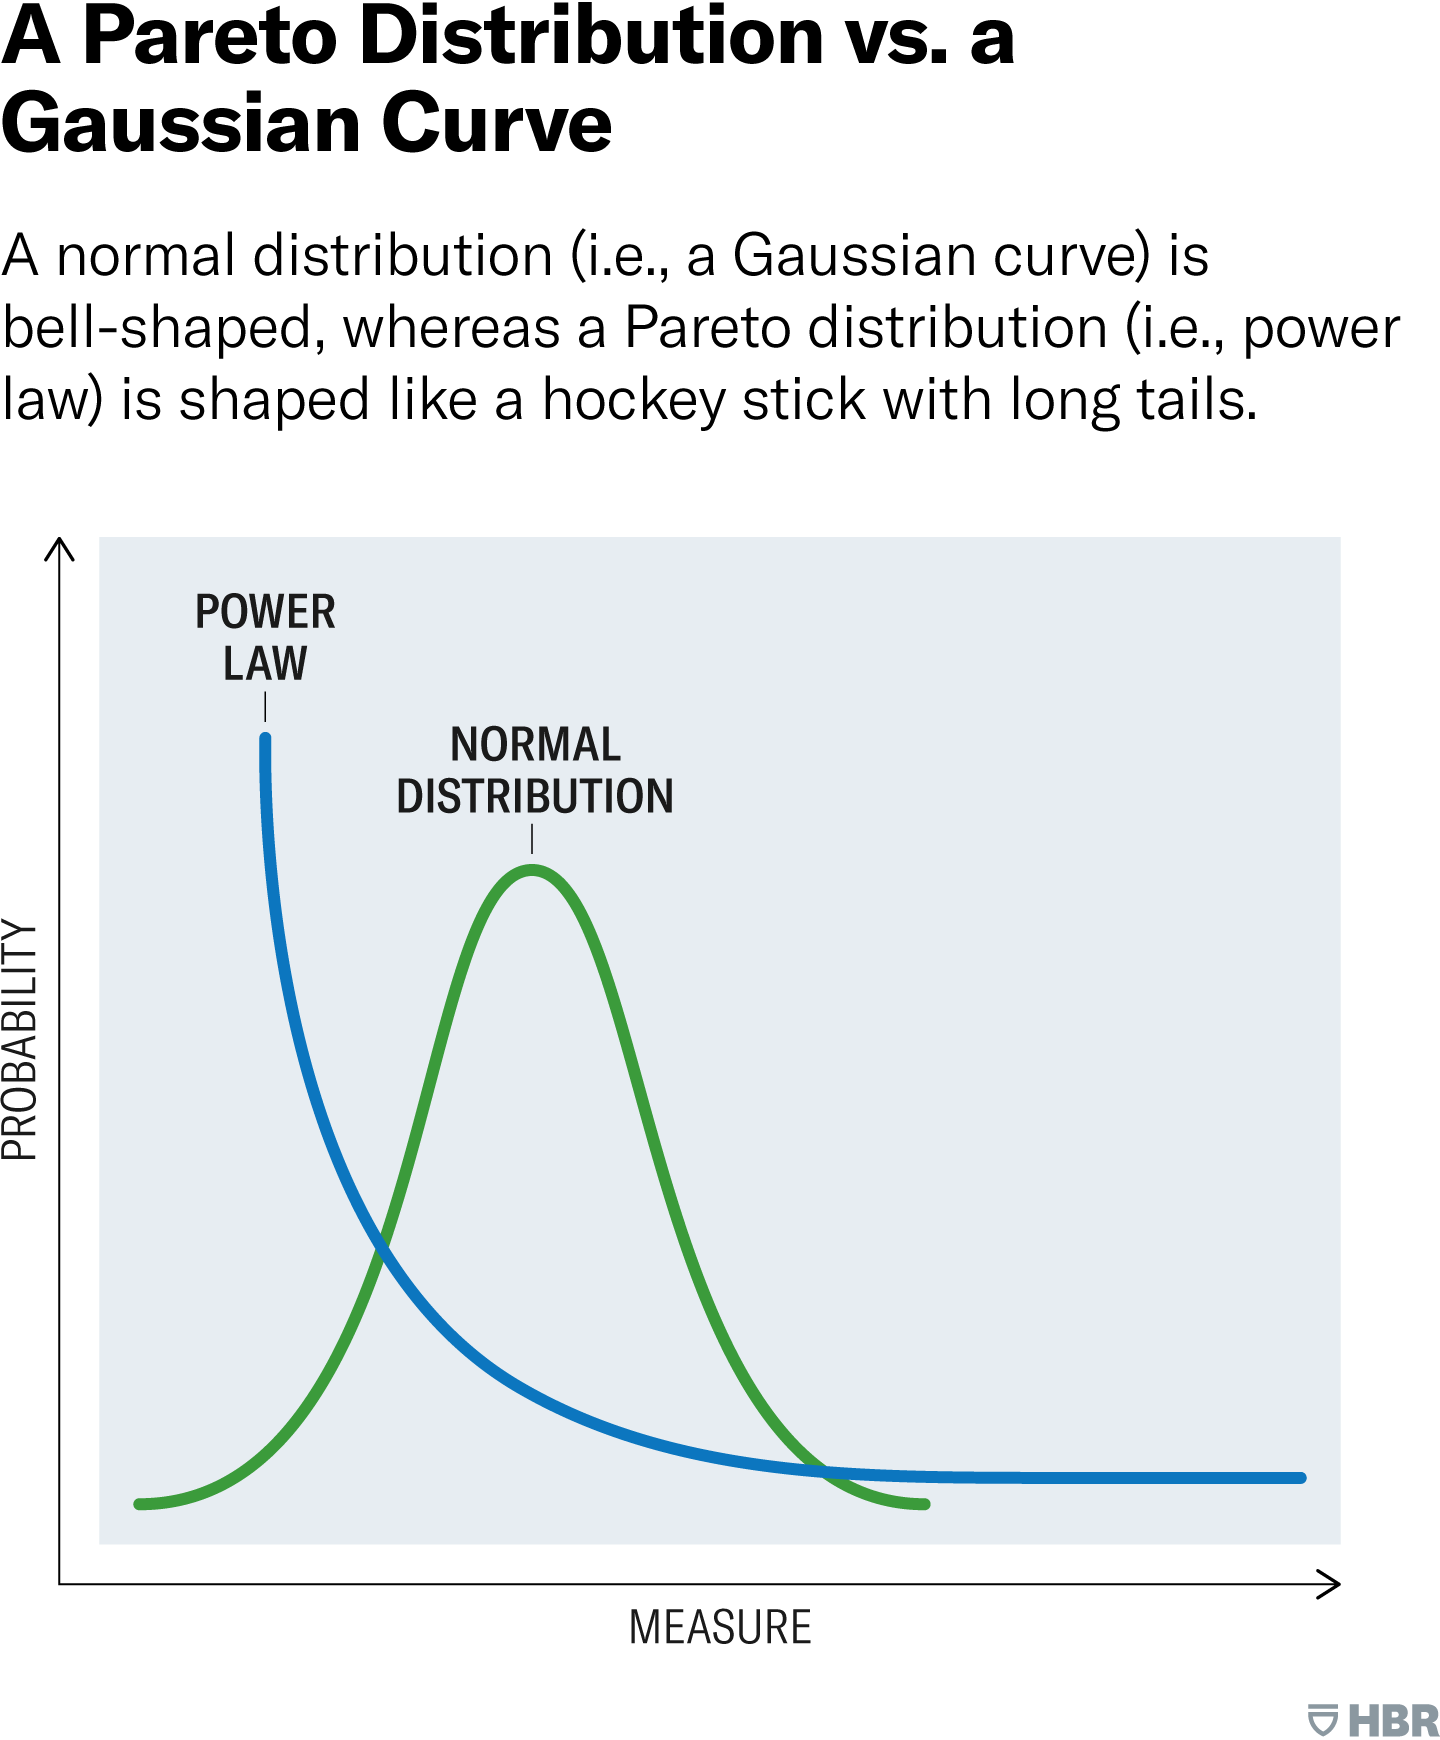 A Pareto Distribution vs. a
Gaussian Curve
A normal distribution (i.e., a Gaussian curve) is
bell-shaped, whereas a Pareto distribution (i.e., power
law) is shaped like a hockey stick with long tails.
POWER
LAW
NORMAL
DISTRIBUTION
PROBABILITY
MEASURE
HBR